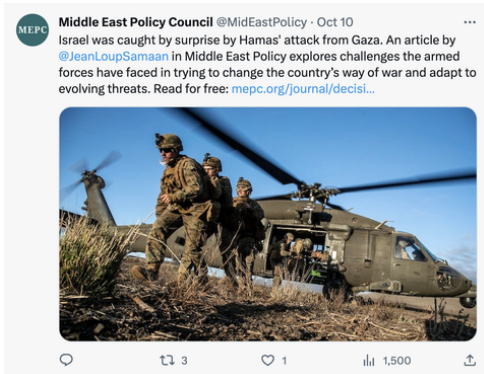 MEPC
Middle East Policy Council @MidEastPolicy · Oct 10
Israel was caught by surprise by Hamas' attack from Gaza. An article by
@JeanLoupSamaan in Middle East Policy explores challenges the armed
forces have faced in trying to change the country's way of war and adapt to
evolving threats. Read for free: mepc.org/journal/decisi...
3
1
1,500